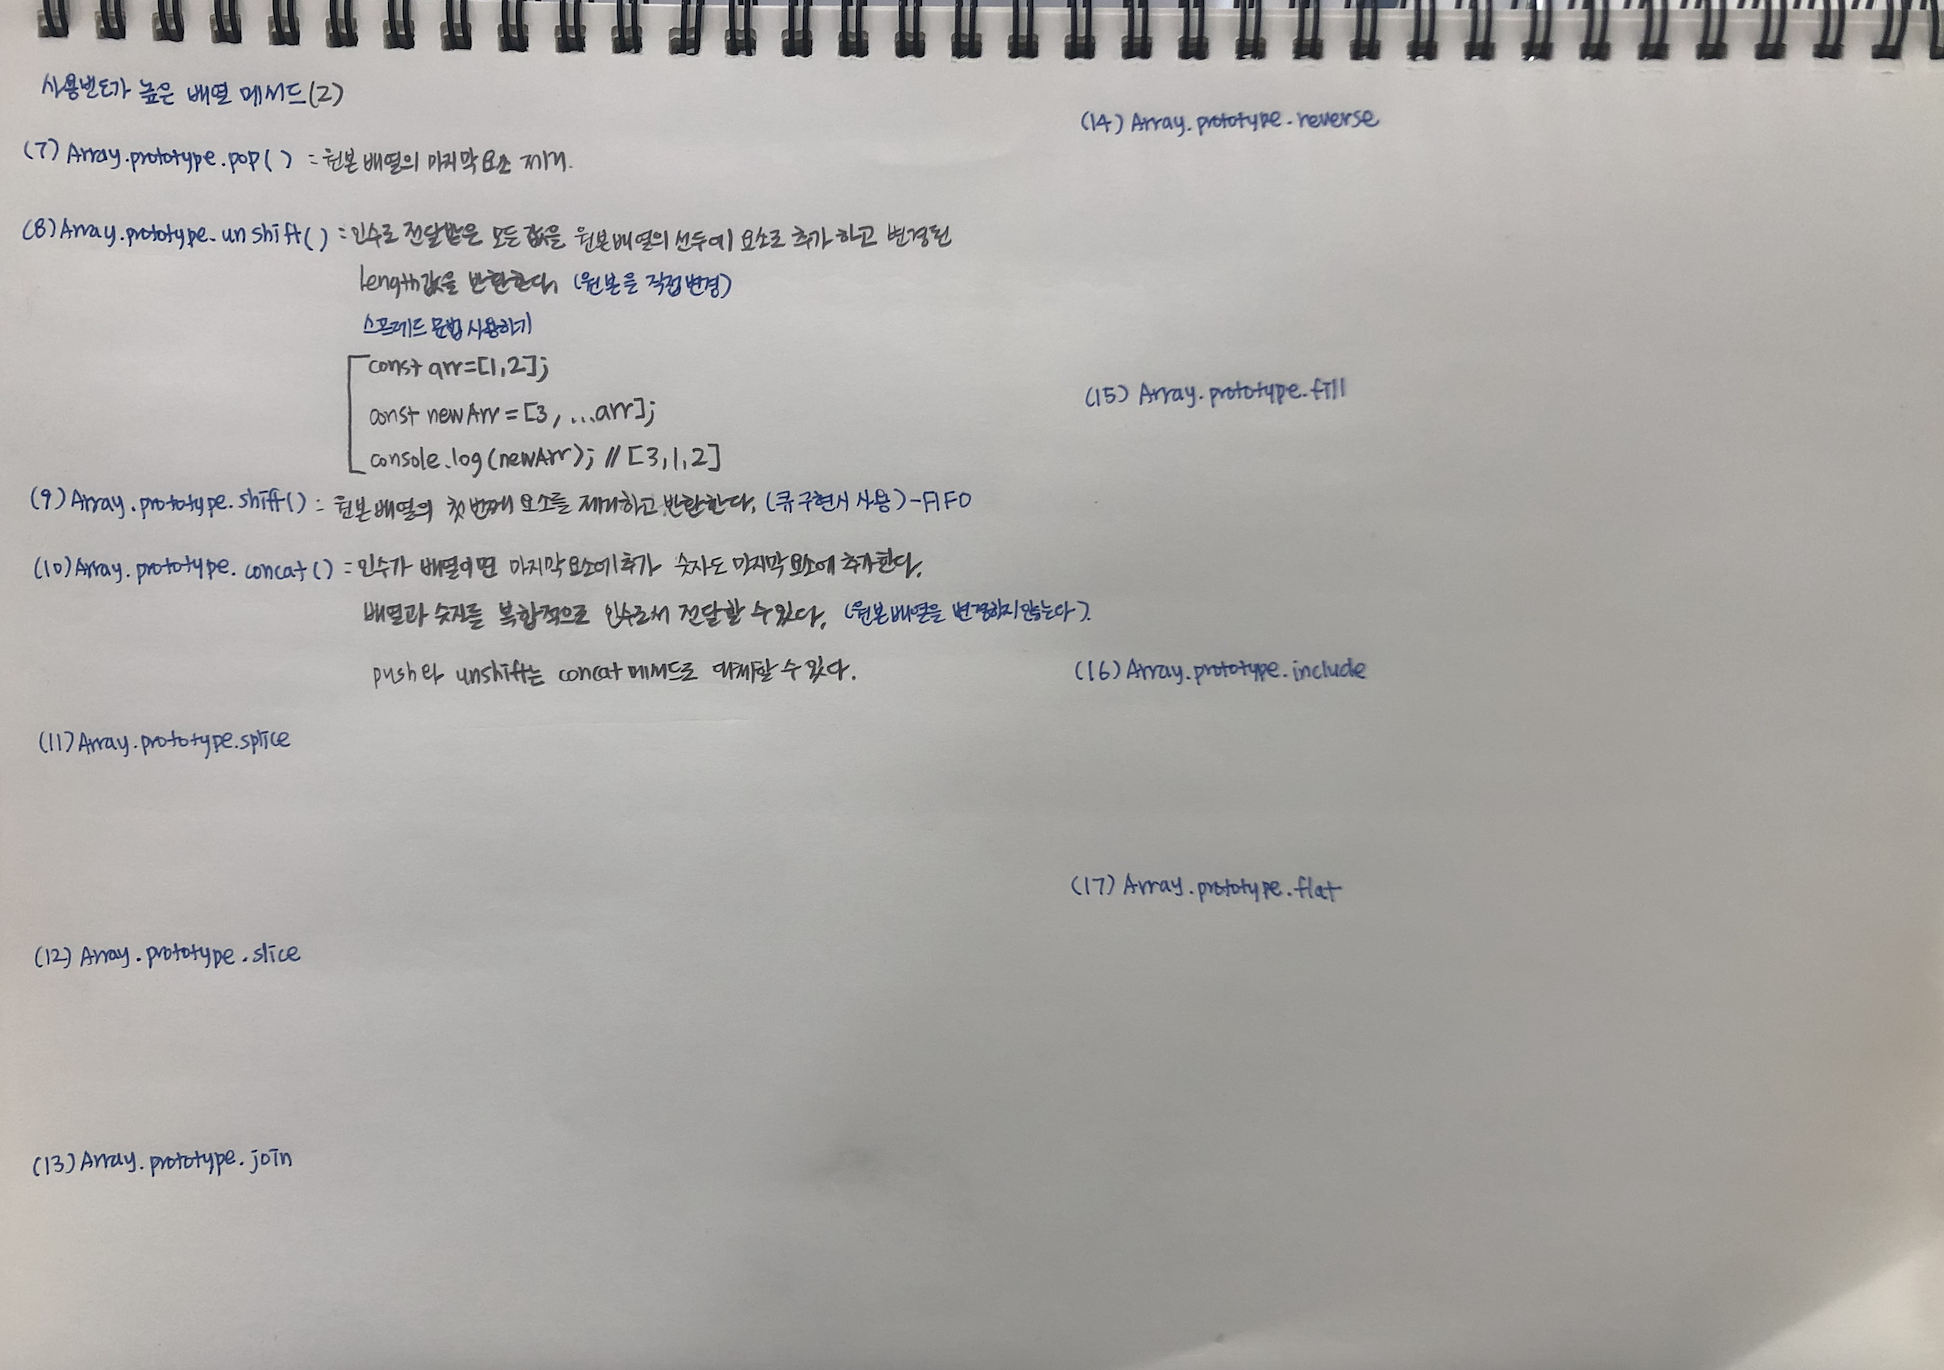 사용빈도가 높은 배열 메서드(2)
(7) Array.prototype.pop() : 원본 배열의 마지막 요소 제거.
(8) Array.prototype.unshift() : 인수로 전달받은 모든 값을 원본배열의 선두에 요소로 추가 하고 변경된
length값을 반환한다. (원본을 직접변경)
스프레드 문법 사용하기
const arr=[1,2];
const newArr = [3, ...arr];
console.log(newArr); // [3,1,2]
(9) Array.prototype.shift() : 원본 배열의 첫번째 요소를 제거하고 반환한다. (큐 구현시 사용) - FIFO
(10) Array.prototype.concat() : 인수가 배열이면 마지막 요소에 추가 숫자도 마지막 요소에 추가한다.
배열과 숫자를 복합적으로 인수로서 전달할 수 있다. (원본배열을 변경하지않는다).
push와 unshift는 concat 메서드로 대체할 수 있다.
(11) Array.prototype.splice
(12) Array.prototype.slice
(13) Array.prototype.join
(14) Array.prototype.reverse
(15) Array.prototype.fill
(16) Array.prototype.include
(17) Array.prototype.flat